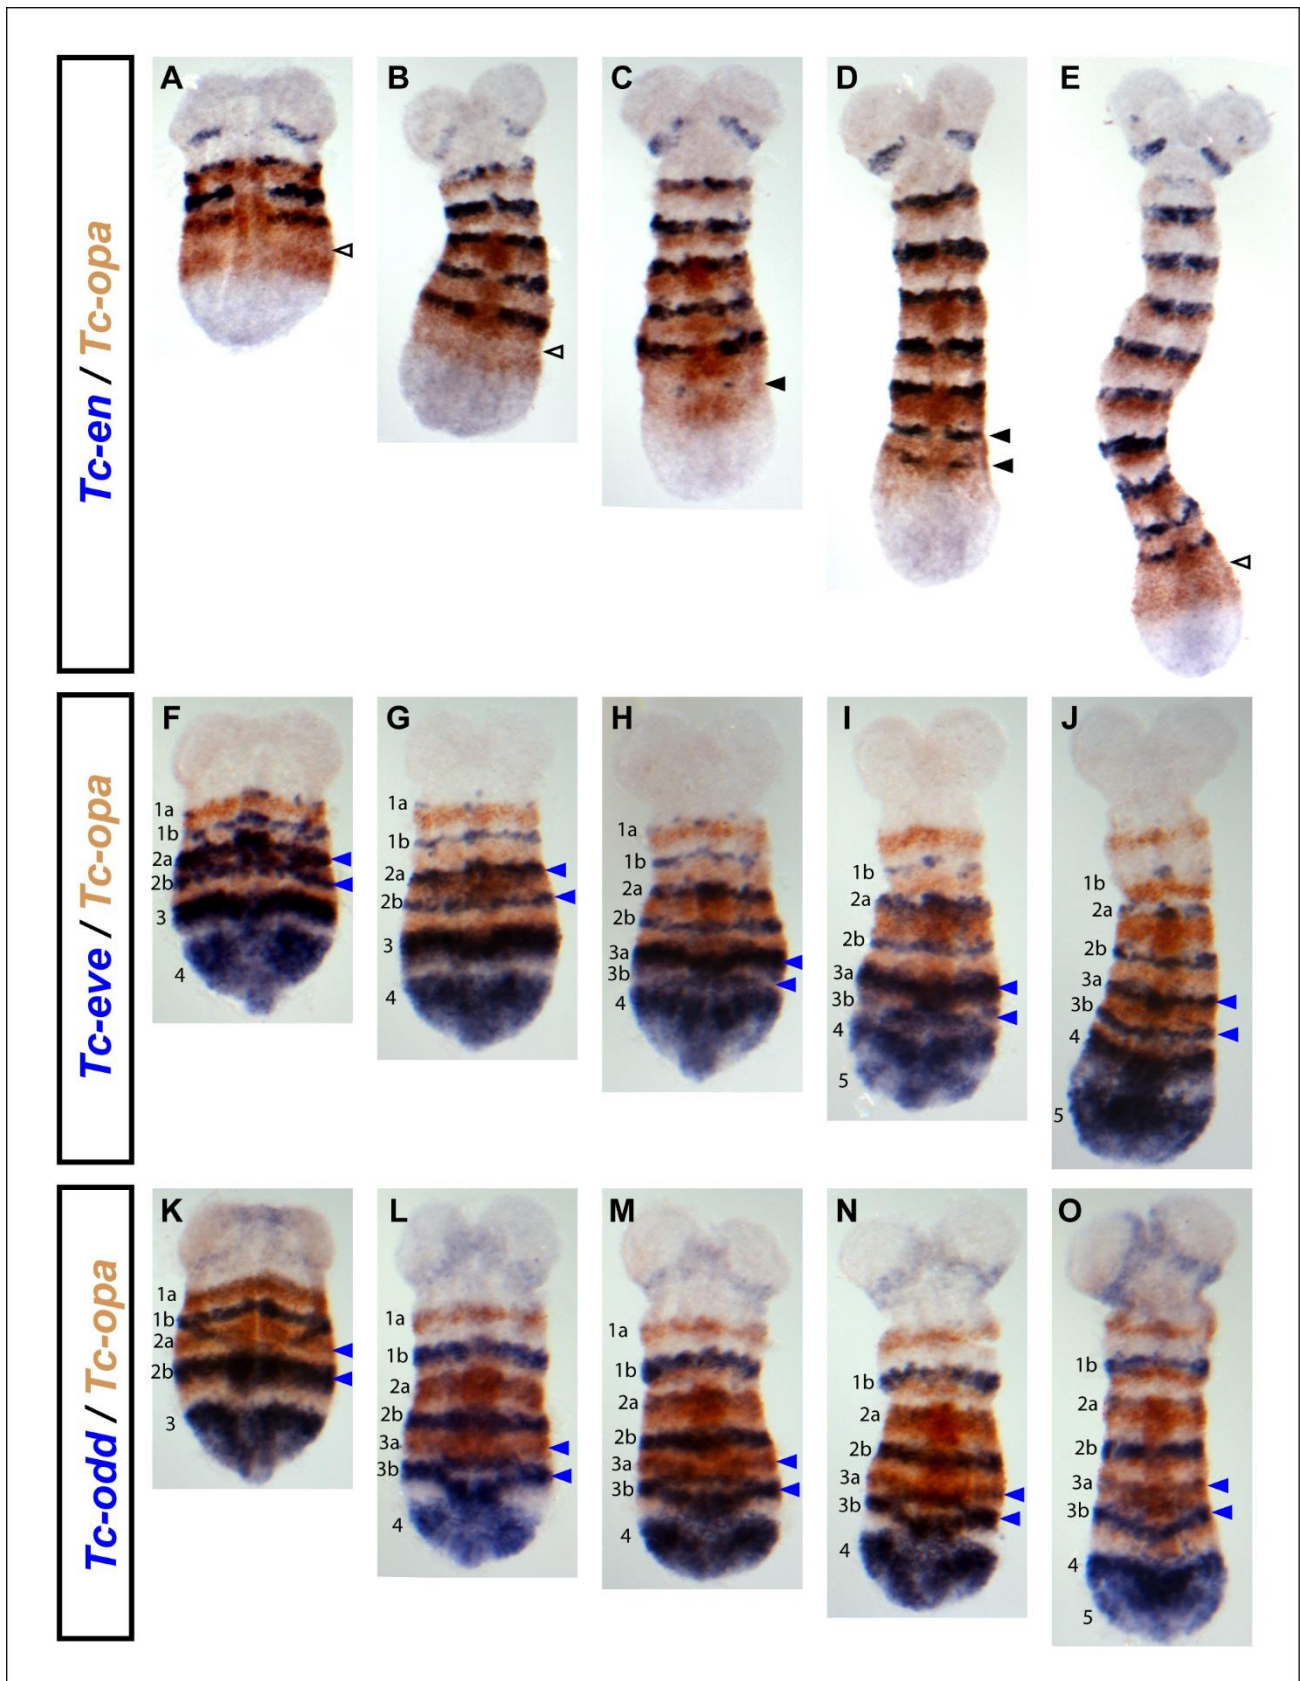 Tc-en / Tc-opa
A
B
C
D
E
Tc-eve / Tc-opa
F
1a
1b
2a
2b
3
4
G
1a
1b
2a
2b
3
4
H
1a
1b
2a
2b
3a
3b
4
I
1b
2a
2b
3a
3b
4
5
J
1b
2a
2b
3a
3b
4
5
Tc-odd / Tc-opa
K
1a
1b
2a
2b
3
L
1a
1b
2a
2b
3a
3b
4
M
1a
1b
2a
2b
3a
3b
4
N
1b
2a
2b
3a
3b
4
O
1b
2a
2b
3a
3b
4
5